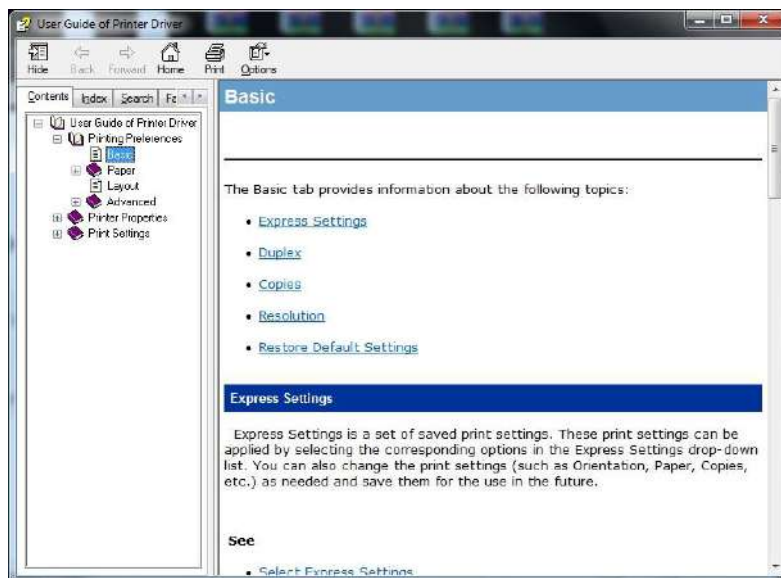 User Guide of Printer Driver
Hide Back Forward Home Print Options
Contents Index Search
Basic
User Guide of Printer Driver
Printing Preferences
Basic
Paper
Layout
Advanced
Printer Properties
Print Settings
The Basic tab provides information about the following topics:
• Express Settings
• Duplex
• Copies
• Resolution
• Restore Default Settings
Express Settings
Express Settings is a set of saved print settings. These print settings can be
applied by selecting the corresponding options in the Express Settings drop-down
list. You can also change the print settings (such as Orientation, Paper, Copies,
etc.) as needed and save them for the use in the future.
See
• Select Express Settings